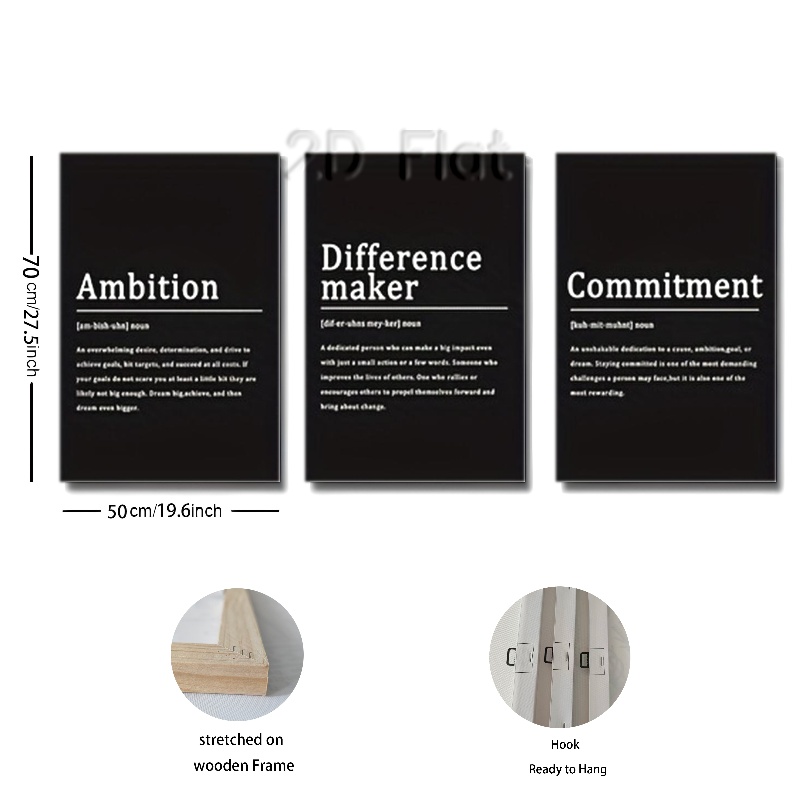 2D Flat
Ambition
[am-bish-uhn] noun
An overwhelming desire, determination, and drive to
achieve goals, hit targets, and succeed at all costs. If
your goals do not scare you at least a little bit they are
likely not big enough. Dream big,achieve, and then
dream even bigger.
Difference
maker
[dif-er-uhns mey-ker] noun
A dedicated person who can make a big impact even
with just a small action or a few words. Someone who
improves the lives of others. One who rallies or
encourages others to propel themselves forward and
bring about change.
Commitment
[kuh-mit-muhnt] noun
An unshakable dedication to a cause, ambition,goal, or
dream. Staying committed is one of the most demanding
challenges a person may face,but it is also one of the
most rewarding.
70cm/27.5inch
50cm/19.6inch
stretched on
wooden Frame
Hook
Ready to Hang